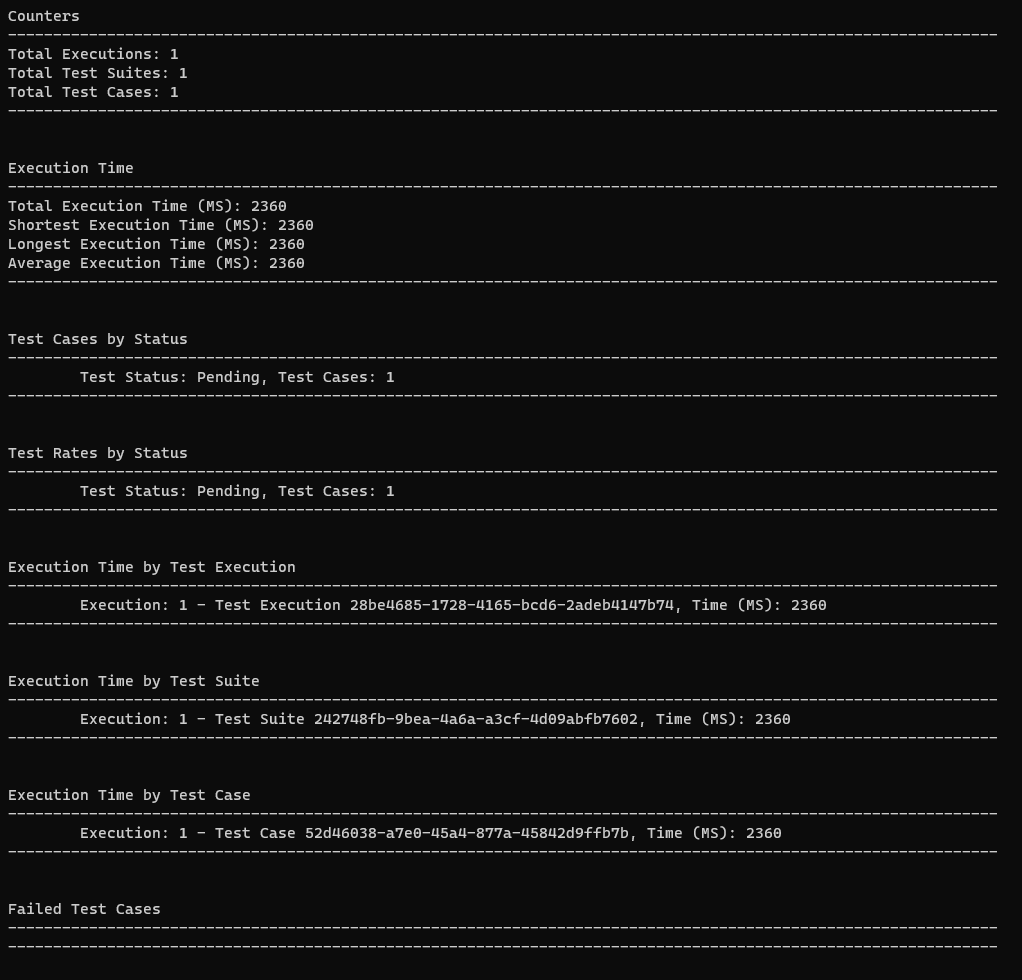 Counters
--------------------------------------------------------------------------------------------------------------
Total Executions: 1
Total Test Suites: 1
Total Test Cases: 1
--------------------------------------------------------------------------------------------------------------
Execution Time
--------------------------------------------------------------------------------------------------------------
Total Execution Time (MS): 2360
Shortest Execution Time (MS): 2360
Longest Execution Time (MS): 2360
Average Execution Time (MS): 2360
--------------------------------------------------------------------------------------------------------------
Test Cases by Status
--------------------------------------------------------------------------------------------------------------
Test Status: Pending, Test Cases: 1
--------------------------------------------------------------------------------------------------------------
Test Rates by Status
--------------------------------------------------------------------------------------------------------------
Test Status: Pending, Test Cases: 1
--------------------------------------------------------------------------------------------------------------
Execution Time by Test Execution
--------------------------------------------------------------------------------------------------------------
Execution: 1 - Test Execution 28be4685-1728-4165-bcd6-2adeb4147b74, Time (MS): 2360
--------------------------------------------------------------------------------------------------------------
Execution Time by Test Suite
--------------------------------------------------------------------------------------------------------------
Execution: 1 - Test Suite 242748fb-9bea-4a6a-a3cf-4d09abfb7602, Time (MS): 2360
--------------------------------------------------------------------------------------------------------------
Execution Time by Test Case
--------------------------------------------------------------------------------------------------------------
Execution: 1 - Test Case 52d46038-a7e0-45a4-877a-45842d9ffb7b, Time (MS): 2360
--------------------------------------------------------------------------------------------------------------
Failed Test Cases
--------------------------------------------------------------------------------------------------------------
--------------------------------------------------------------------------------------------------------------